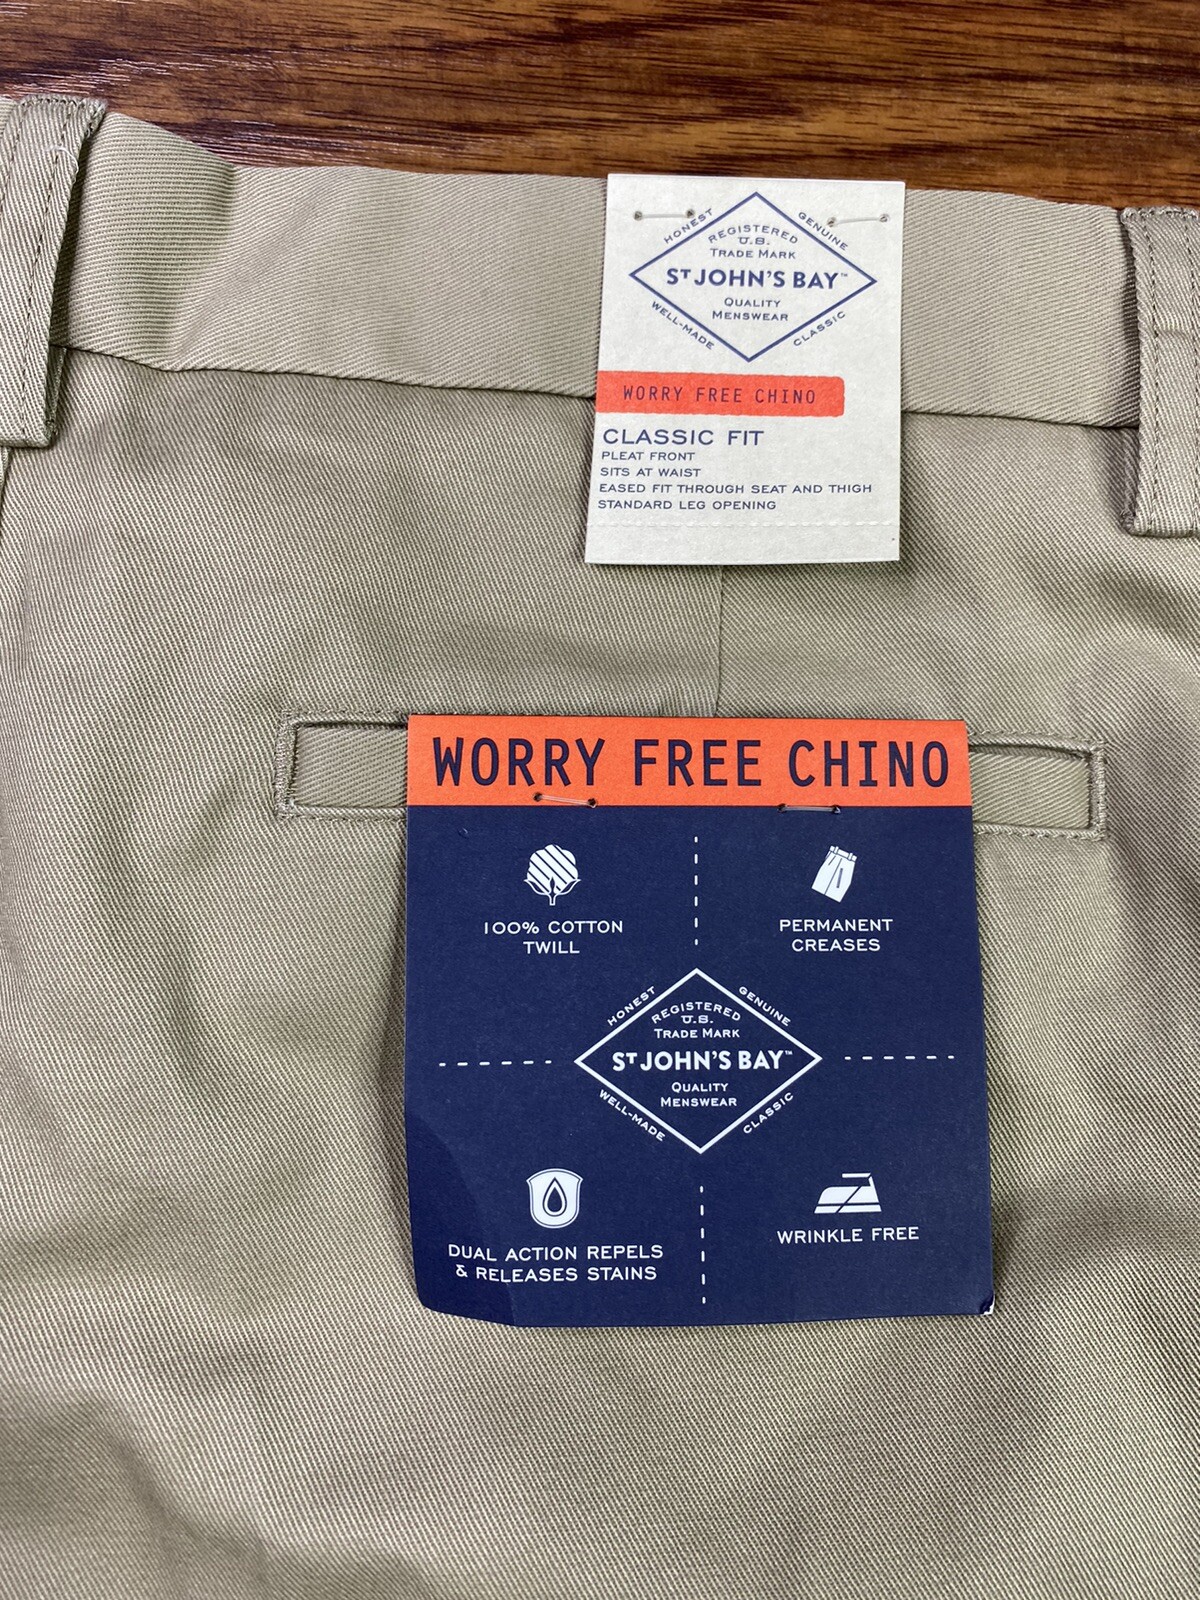 HONEST
GENUINE
REGISTERED
U.S.
TRADE MARK
ST JOHN'S BAY™
QUALITY
MENSWEAR
WELL-MADE
CLASSIC
WORRY FREE CHINO
CLASSIC FIT
PLEAT FRONT
SITS AT WAIST
EASED FIT THROUGH SEAT AND THIGH
STANDARD LEG OPENING
WORRY FREE CHINO
100% COTTON
TWILL
PERMANENT
CREASES
HONEST
GENUINE
REGISTERED
U.S.
TRADE MARK
ST JOHN'S BAY™
QUALITY
MENSWEAR
WELL-MADE
CLASSIC
DUAL ACTION REPELS
& RELEASES STAINS
WRINKLE FREE